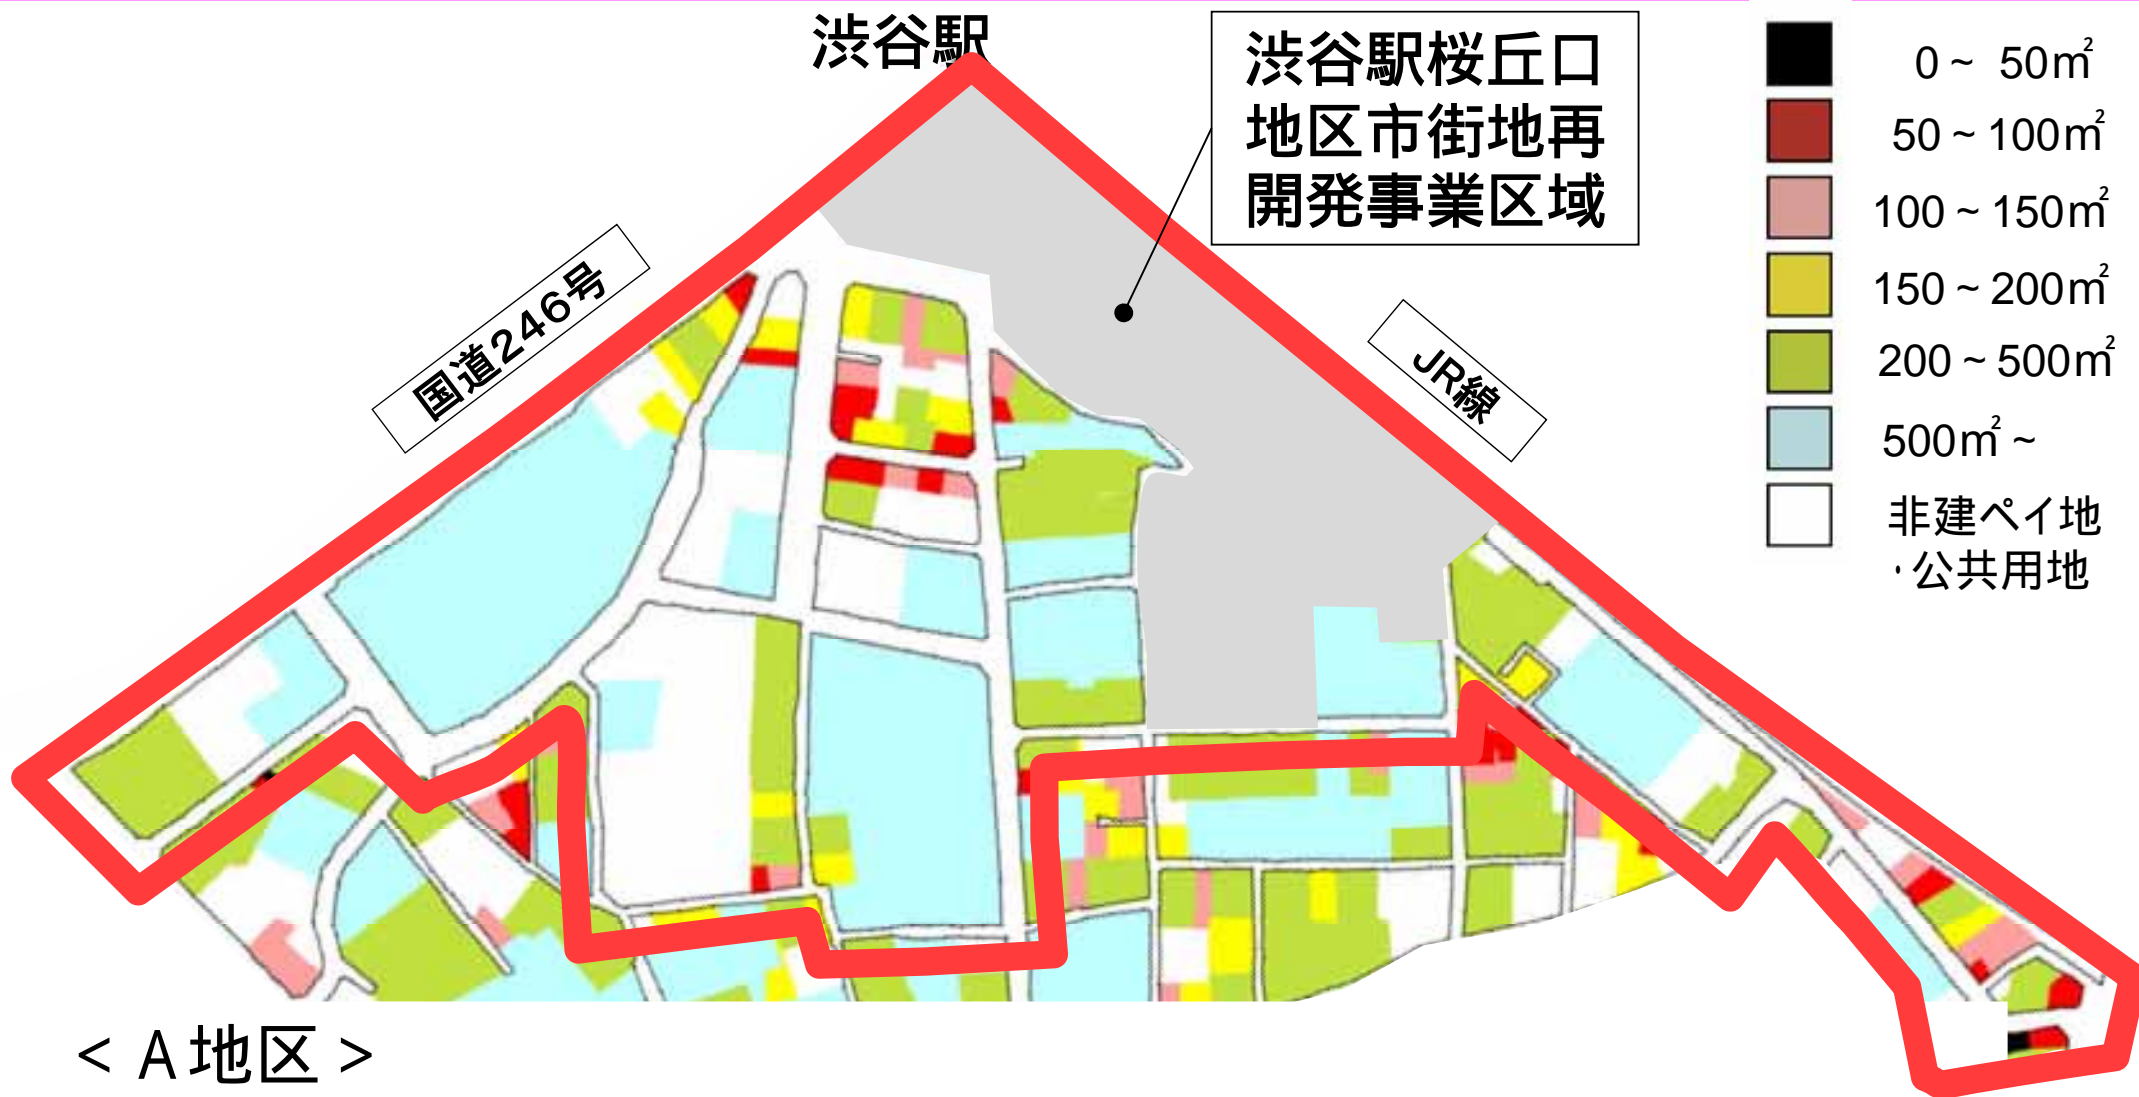 渋谷駅
渋谷駅桜丘口
地区市街地再
開発事業区域
国道246号
JR線
0～ 50㎡
50～100㎡
100～150㎡
150～200㎡
200～500㎡
500㎡～
非建ペイ地
・公共用地
＜A地区＞